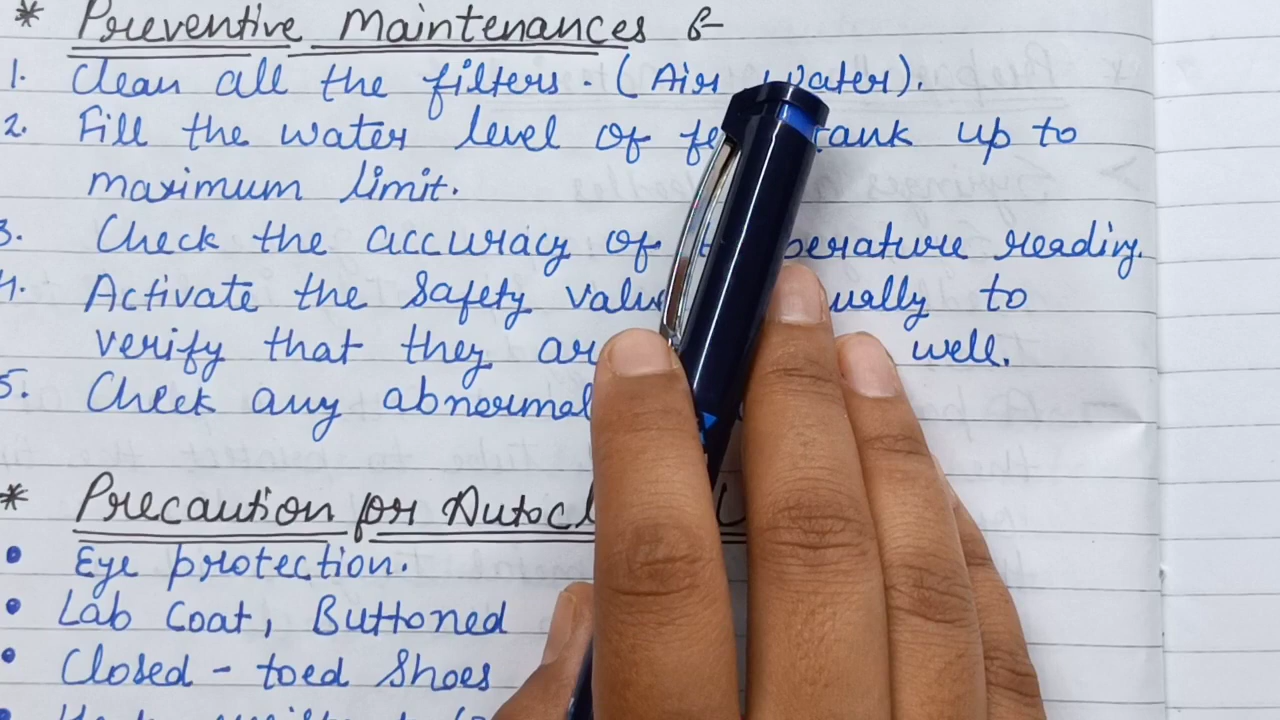 * Preventive Maintenances :-
1. Clean all the filters. (Air water).
2. Fill the water level of tank up to
maximum limit.
3. Check the accuracy of reading.
4. Activate the Safety to
verify that they well.
5. Check any abnormal
* Precaution for
• Eye protection.
• Lab Coat, Buttoned
• Closed - toed Shoes